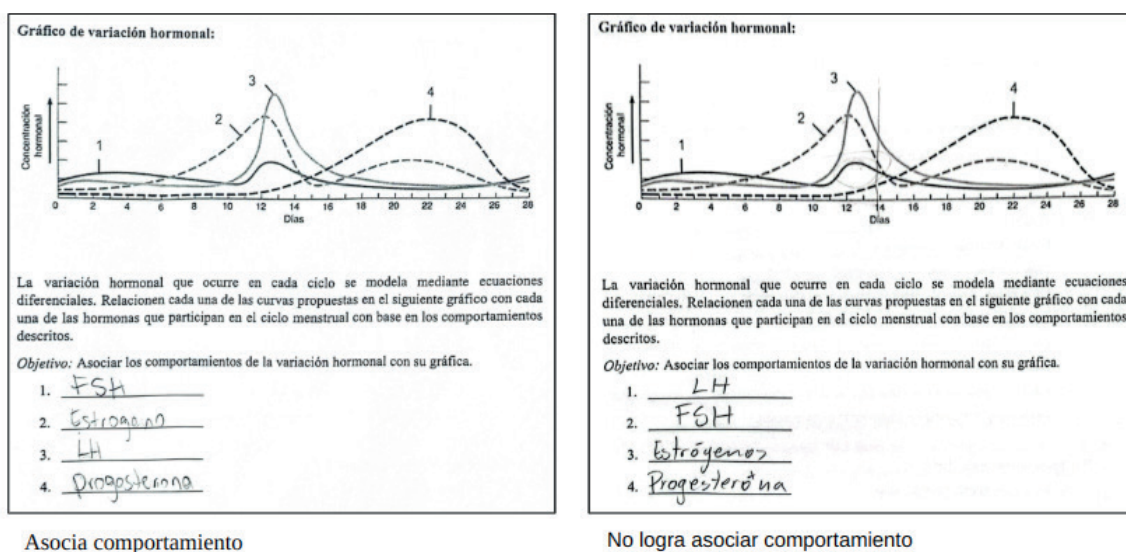 Gráfico de variación hormonal:
Concentración
hormonal
1
2
3
4
0 2 4 6 8 10 12 14 16 18 20 22 24 26 28
Días
La variación hormonal que ocurre en cada ciclo se modela mediante ecuaciones
diferenciales. Relacionen cada una de las curvas propuestas en el siguiente gráfico con cada
una de las hormonas que participan en el ciclo menstrual con base en los comportamientos
descritos.
Objetivo: Asociar los comportamientos de la variación hormonal con su gráfica.
1. FSH
2. Estrogeno
3. LH
4. progosterona
Asocia comportamiento
Gráfico de variación hormonal:
Concentración
hormonal
1
2
3
4
0 2 4 6 8 10 12 14 16 18 20 22 24 26 28
Días
La variación hormonal que ocurre en cada ciclo se modela mediante ecuaciones
diferenciales. Relacionen cada una de las curvas propuestas en el siguiente gráfico con cada
una de las hormonas que participan en el ciclo menstrual con base en los comportamientos
descritos.
Objetivo: Asociar los comportamientos de la variación hormonal con su gráfica.
1. LH
2. FSH
3. Estrógenos
4. Progesteróna
No logra asociar comportamiento